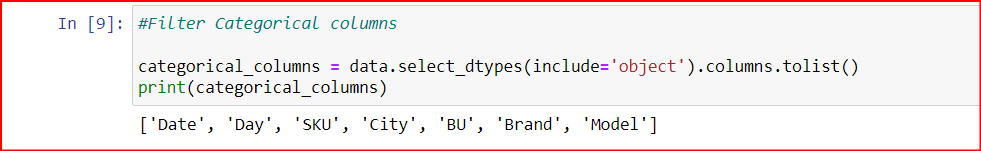 In [9]: #Filter Categorical columns
categorical_columns = data.select_dtypes(include='object').columns.tolist()
print(categorical_columns)
['Date', 'Day', 'SKU', 'City', 'BU', 'Brand', 'Model']